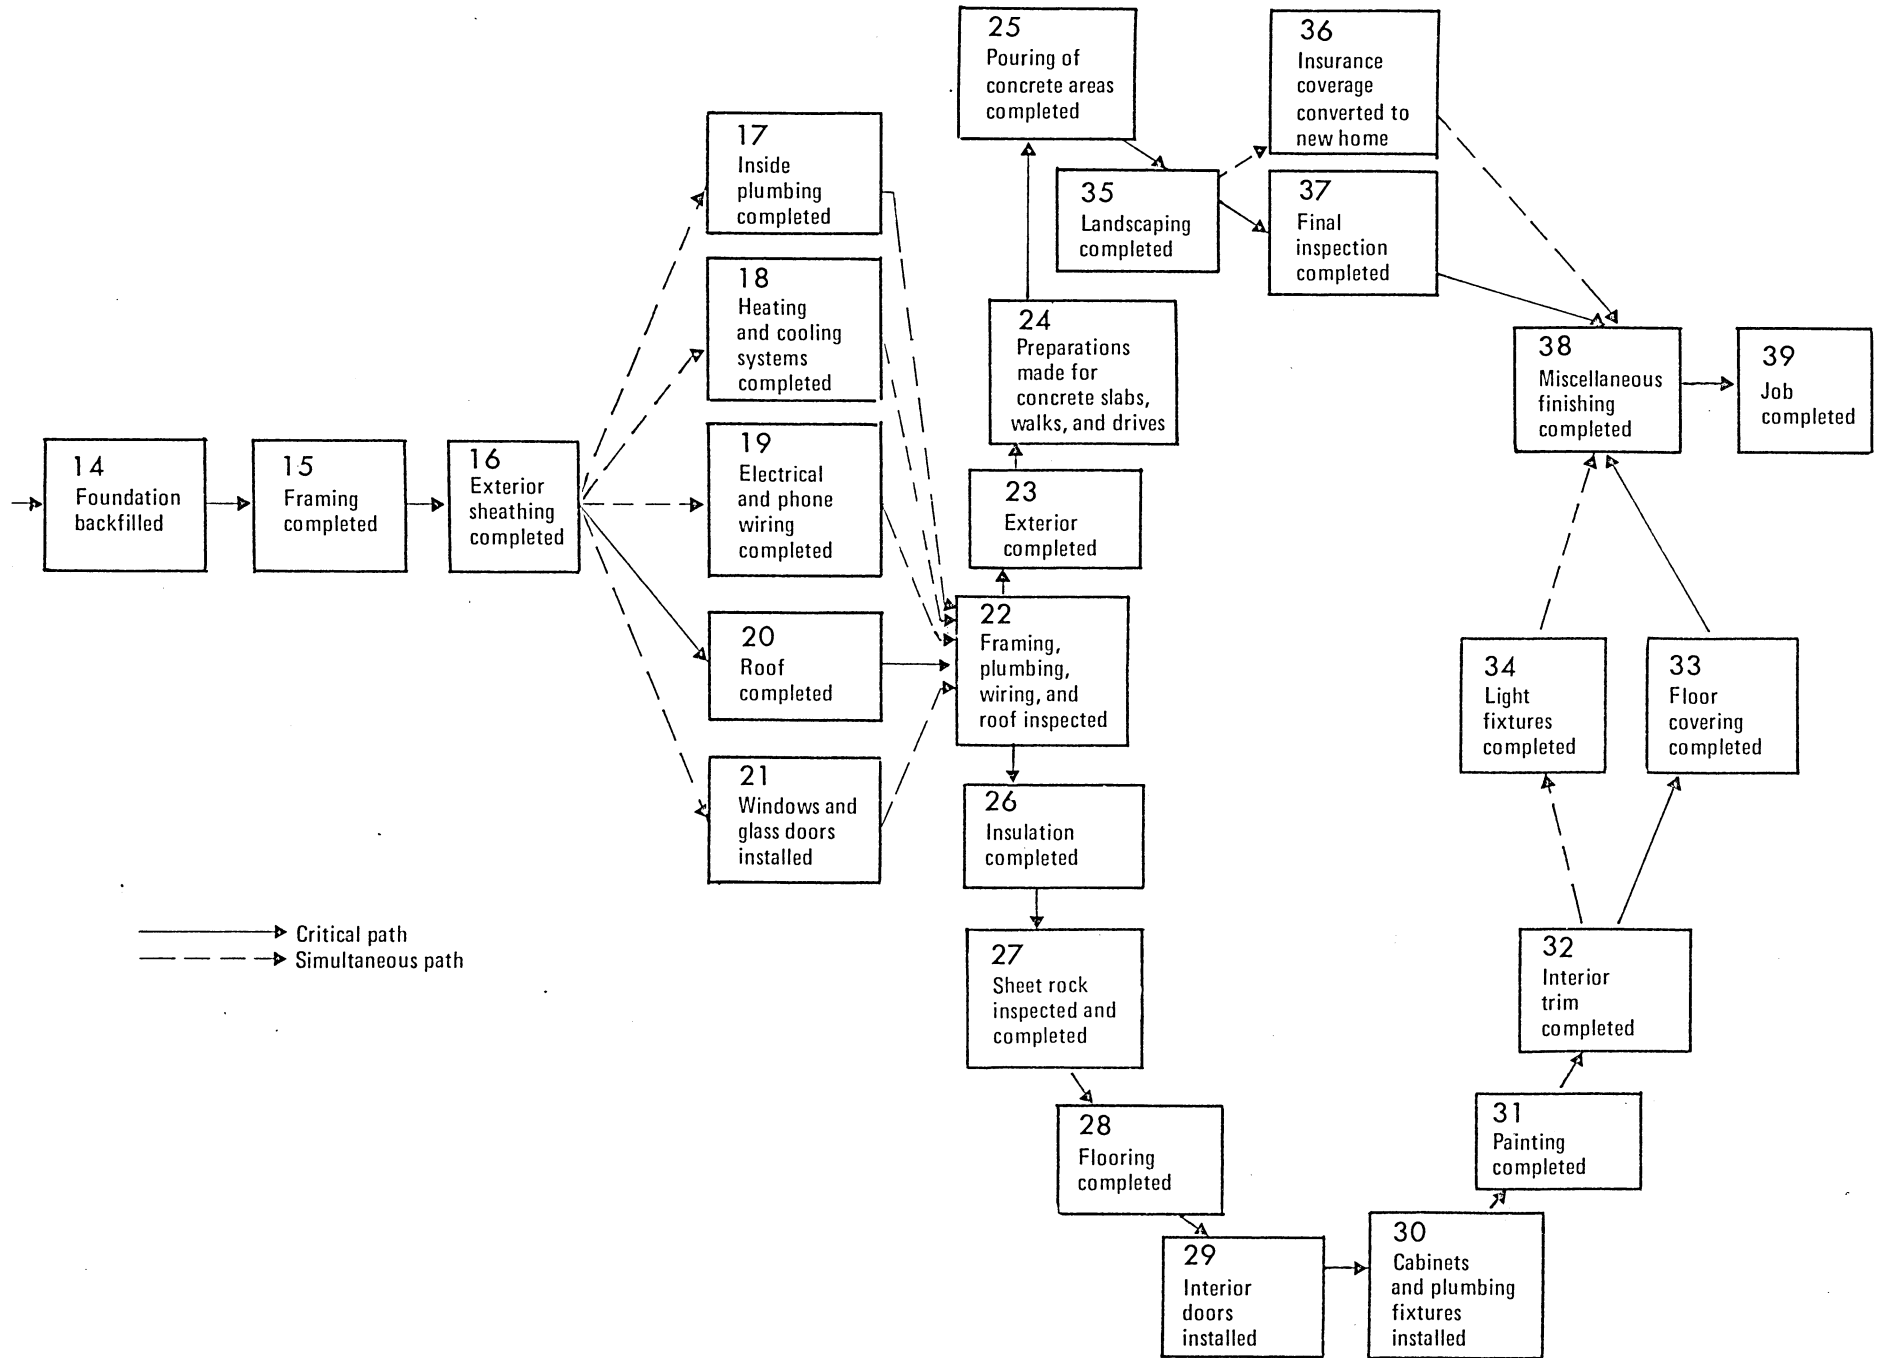 14
Foundation
backfilled
15
Framing
completed
16
Exterior
sheathing
completed
17
Inside
plumbing
completed
18
Heating
and cooling
systems
completed
19
Electrical
and phone
wiring
completed
20
Roof
completed
21
Windows and
glass doors
installed
22
Framing,
plumbing,
wiring, and
roof inspected
23
Exterior
completed
24
Preparations
made for
concrete slabs,
walks, and drives
25
Pouring of
concrete areas
completed
26
Insulation
completed
27
Sheet rock
inspected and
completed
28
Flooring
completed
29
Interior
doors
installed
30
Cabinets
and plumbing
fixtures
installed
31
Painting
completed
32
Interior
trim
completed
33
Floor
covering
completed
34
Light
fixtures
completed
35
Landscaping
completed
36
Insurance
coverage
converted to
new home
37
Final
inspection
completed
38
Miscellaneous
finishing
completed
39
Job
completed
Critical path
Simultaneous path